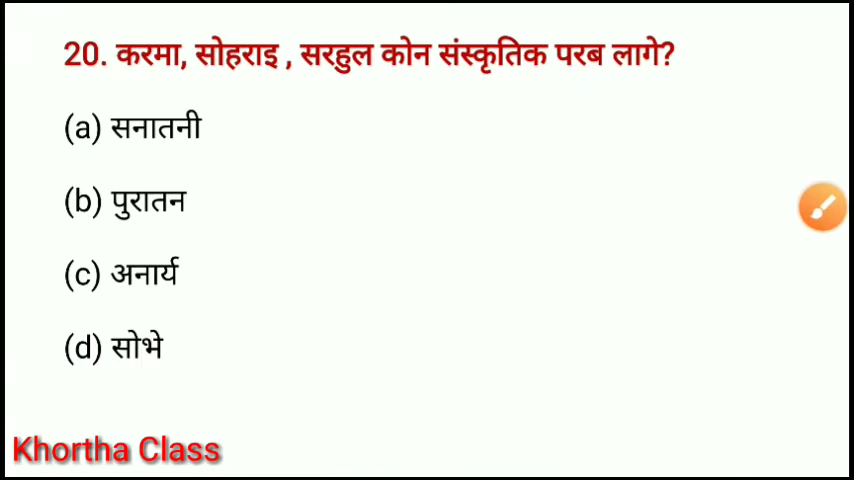 20. करमा, सोहराइ , सरहुल कोन संस्कृतिक परब लागे?
(a) सनातनी
(b) पुरातन
(c) अनार्य
(d) सोभे
Khortha Class